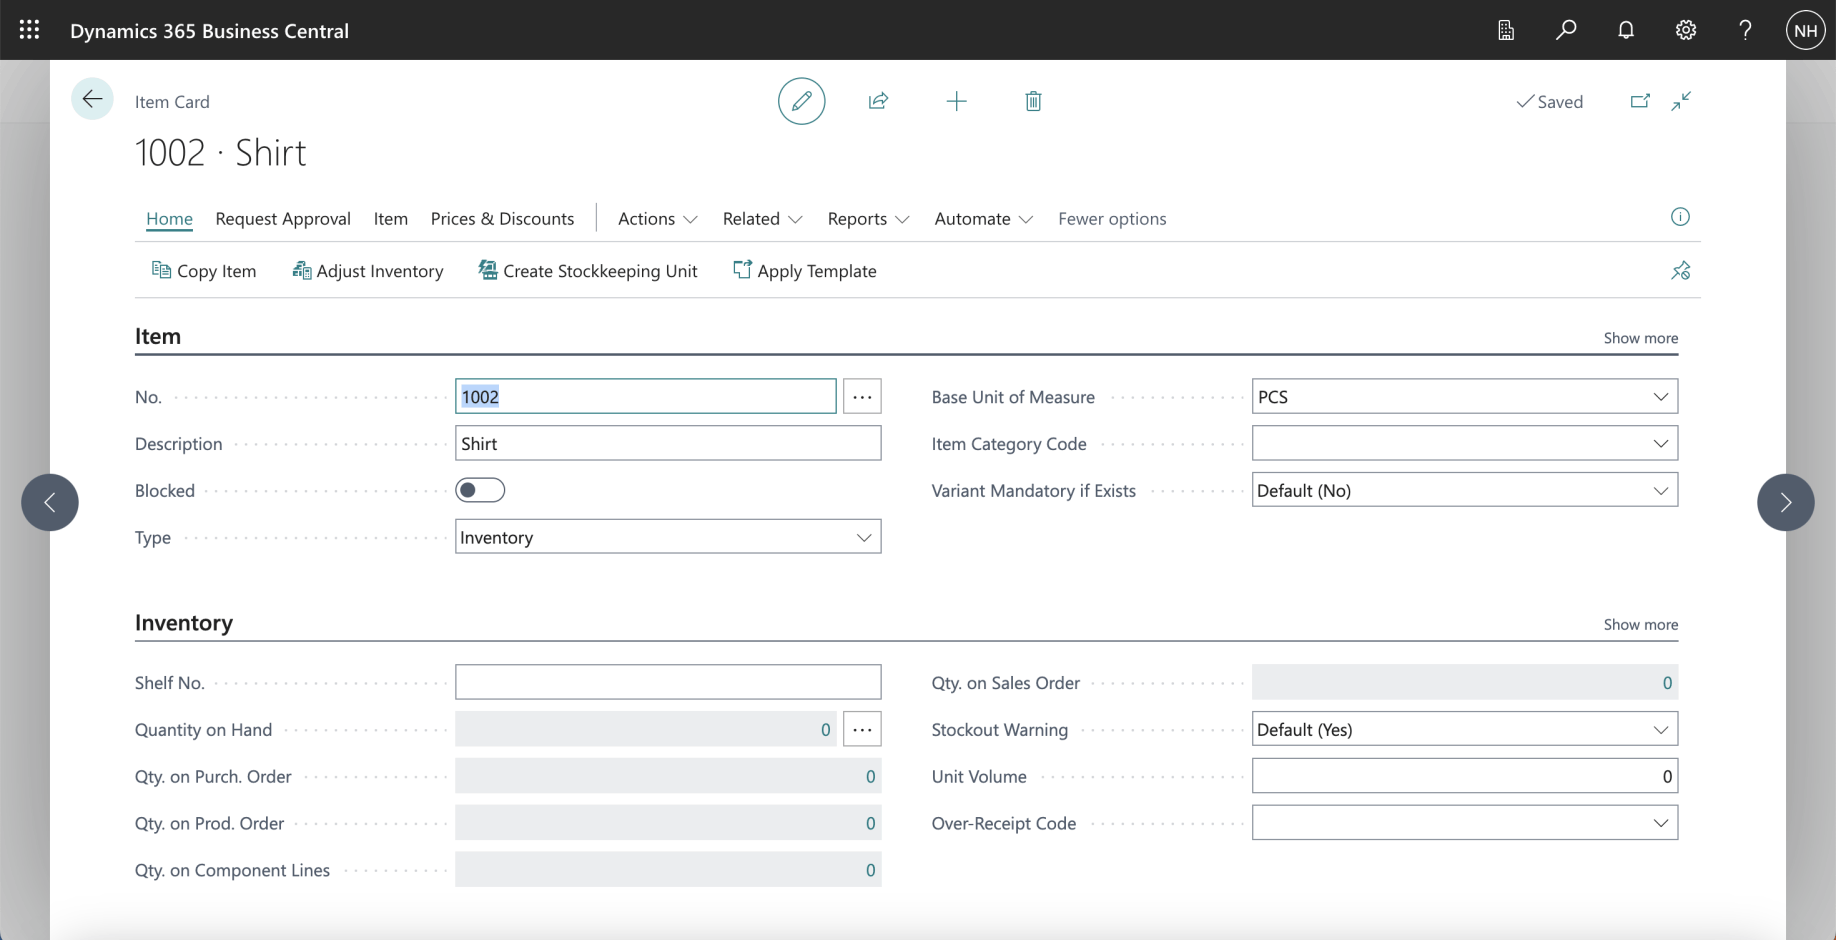 Dynamics 365 Business Central
NH
Item Card
Saved
1002 · Shirt
Home Request Approval Item Prices & Discounts Actions Related Reports Automate Fewer options
Copy Item Adjust Inventory Create Stockkeeping Unit Apply Template
Item
Show more
No. 1002
Description Shirt
Blocked
Type Inventory
Base Unit of Measure PCS
Item Category Code
Variant Mandatory if Exists Default (No)
Inventory
Show more
Shelf No.
Quantity on Hand 0
Qty. on Purch. Order 0
Qty. on Prod. Order 0
Qty. on Component Lines 0
Qty. on Sales Order 0
Stockout Warning Default (Yes)
Unit Volume 0
Over-Receipt Code